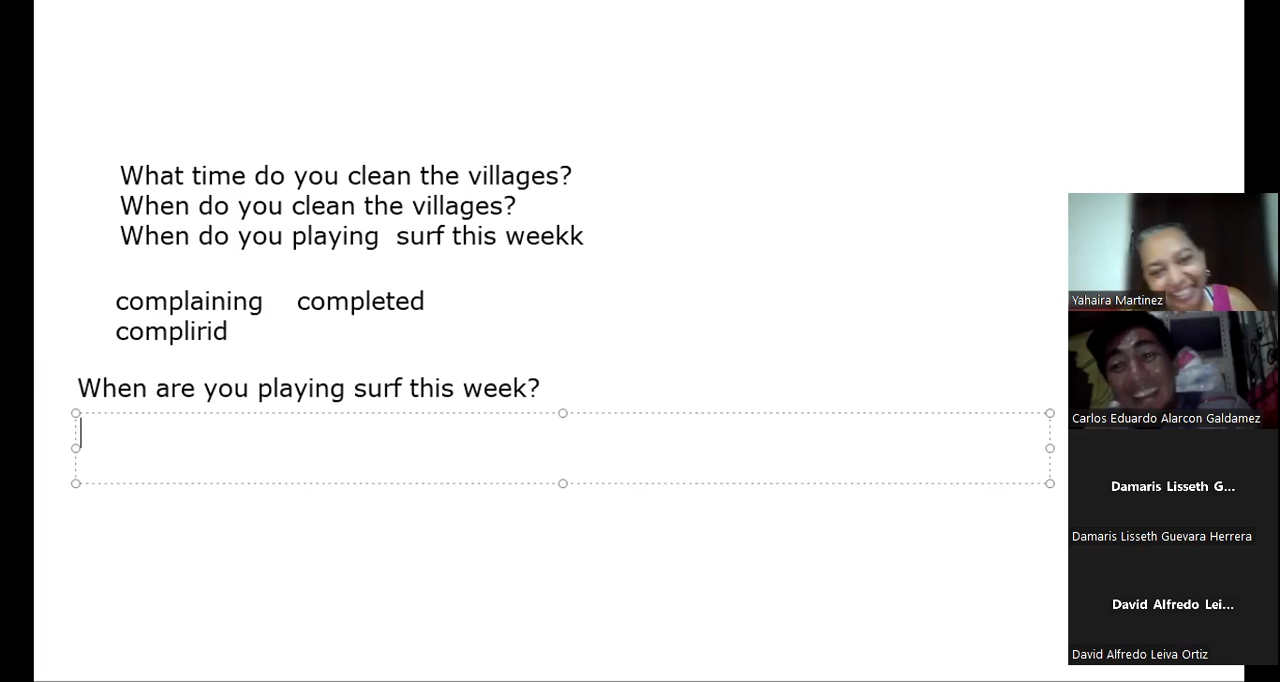 What time do you clean the villages?
When do you clean the villages?
When do you playing  surf this weekk
complaining    completed
complirid
When are you playing surf this week?
Yahaira Martinez
Carlos Eduardo Alarcon Galdamez
Damaris Lisseth G...
Damaris Lisseth Guevara Herrera
David Alfredo Lei...
David Alfredo Leiva Ortiz